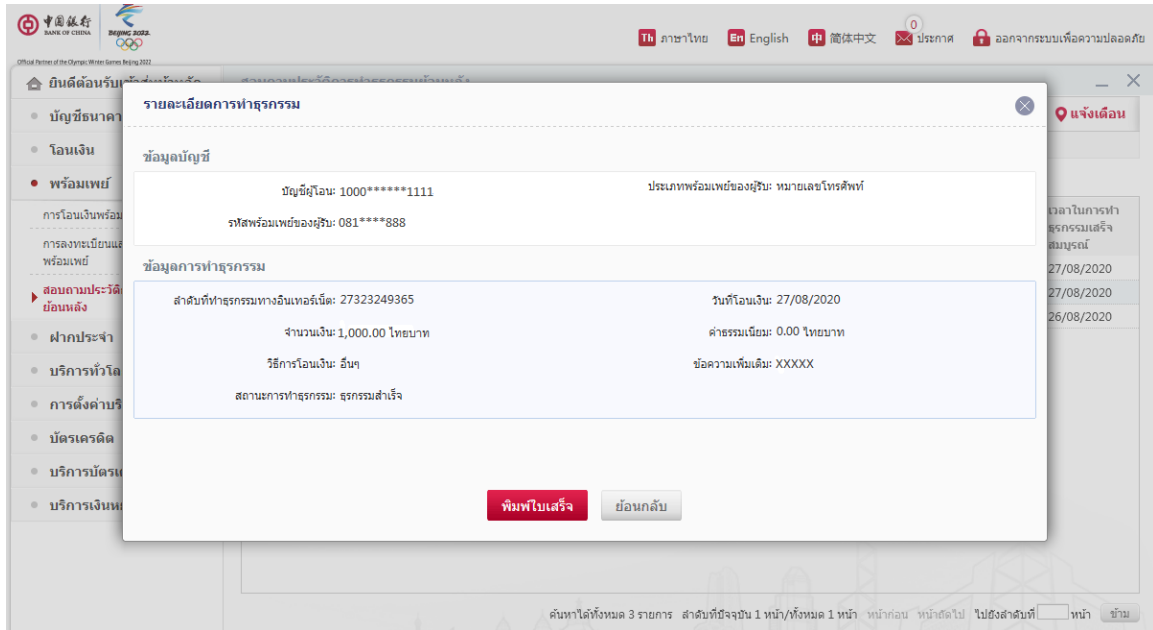 中国银行
BANK OF CHINA
BEIJING 2022
Official Partner of the Olympic Winter Games Beijing 2022
Th ภาษาไทย En English 中 简体中文 0 ประกาศ ออกจากระบบเพื่อความปลอดภัย
ยินดีต้อนรับ
สอบถามประวัติการทำธุรกรรมย้อนหลัง
แจ้งเตือน
บัญชีธนาคา
โอนเงิน
พร้อมเพย์
การโอนเงินพร้อม
การลงทะเบียนแล
พร้อมเพย์
สอบถามประวัติ
ย้อนหลัง
ฝากประจำ
บริการทั่วโล
การตั้งค่าบริ
บัตรเครดิต
บริการบัตรเ
บริการเงินห
รายละเอียดการทำธุรกรรม
ข้อมูลบัญชี
บัญชีผู้โอน: 1000******1111 ประเภทพร้อมเพย์ของผู้รับ: หมายเลขโทรศัพท์
รหัสพร้อมเพย์ของผู้รับ: 081****888
ข้อมูลการทำธุรกรรม
ลำดับที่ทำธุรกรรมทางอินเทอร์เน็ต: 27323249365 วันที่โอนเงิน: 27/08/2020
จำนวนเงิน: 1,000.00 ไทยบาท ค่าธรรมเนียม: 0.00 ไทยบาท
วิธีการโอนเงิน: อื่นๆ ข้อความเพิ่มเติม: XXXXX
สถานะการทำธุรกรรม: ธุรกรรมสำเร็จ
พิมพ์ใบเสร็จ ย้อนกลับ
เวลาในการทำ
ธุรกรรมเสร็จ
สมบูรณ์
27/08/2020
27/08/2020
26/08/2020
ค้นหาได้ทั้งหมด 3 รายการ ลำดับที่ปัจจุบัน 1 หน้า/ทั้งหมด 1 หน้า หน้าก่อน หน้าถัดไป ไปยังลำดับที่ หน้า ข้าม